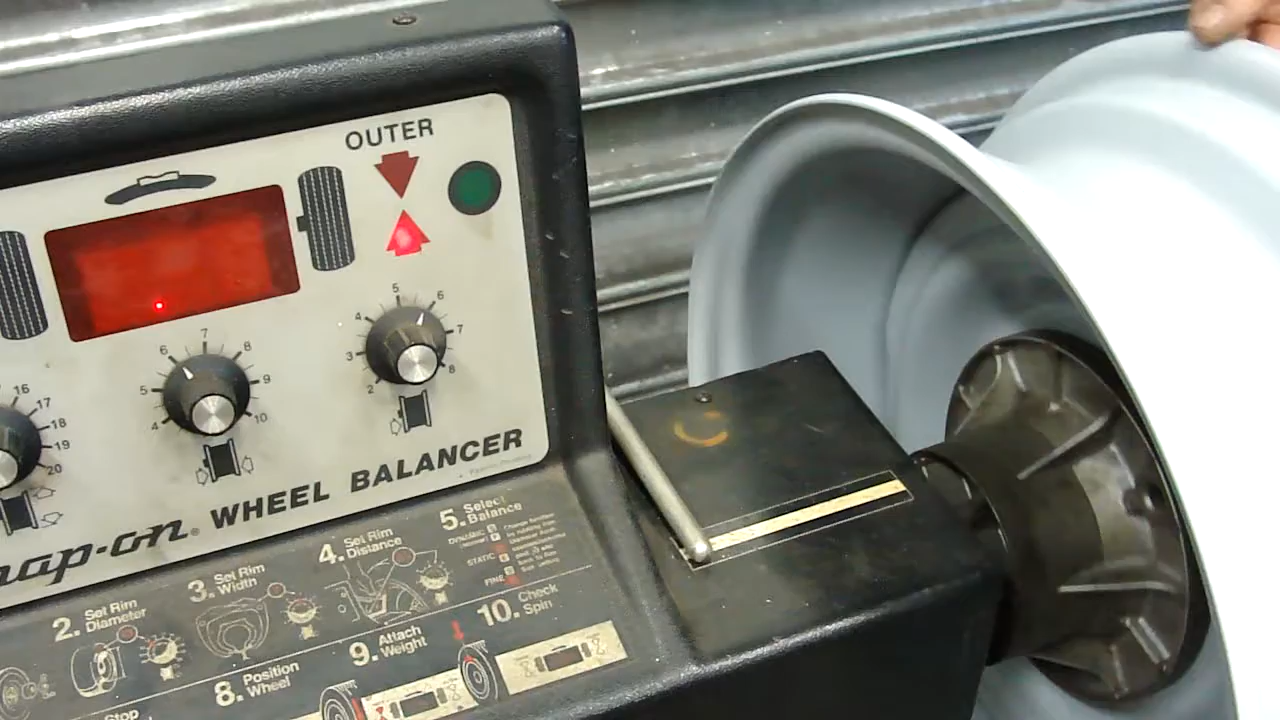 OUTER
5
4 6
3 7
2 8
7
6 8
5 9
4 10
16
17
18
19
20
WHEEL BALANCER
5. Select Balance
DYNAMIC
STATIC
FINE
4. Set Rim Distance
3. Set Rim Width
2. Set Rim Diameter
10. Check Spin
9. Attach Weight
8. Position Wheel